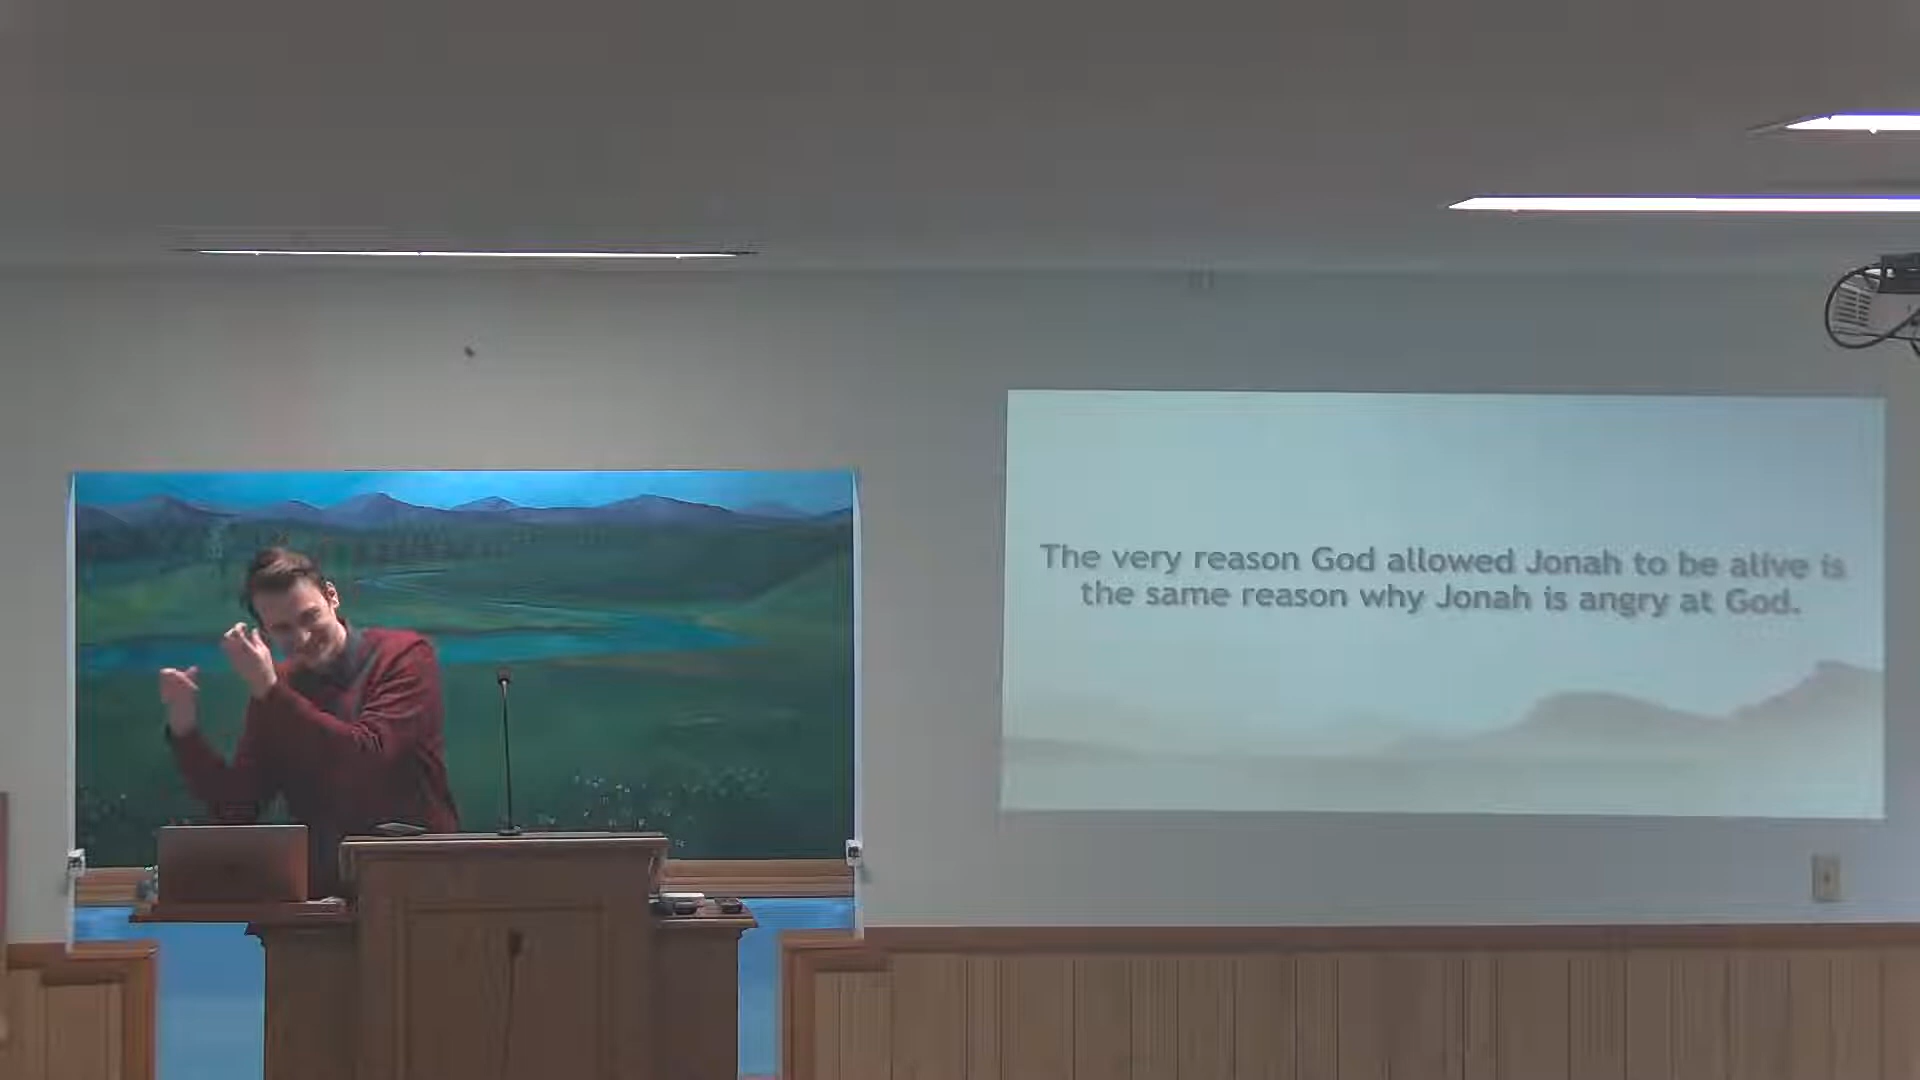 The very reason God allowed Jonah to be alive is
the same reason why Jonah is angry at God.